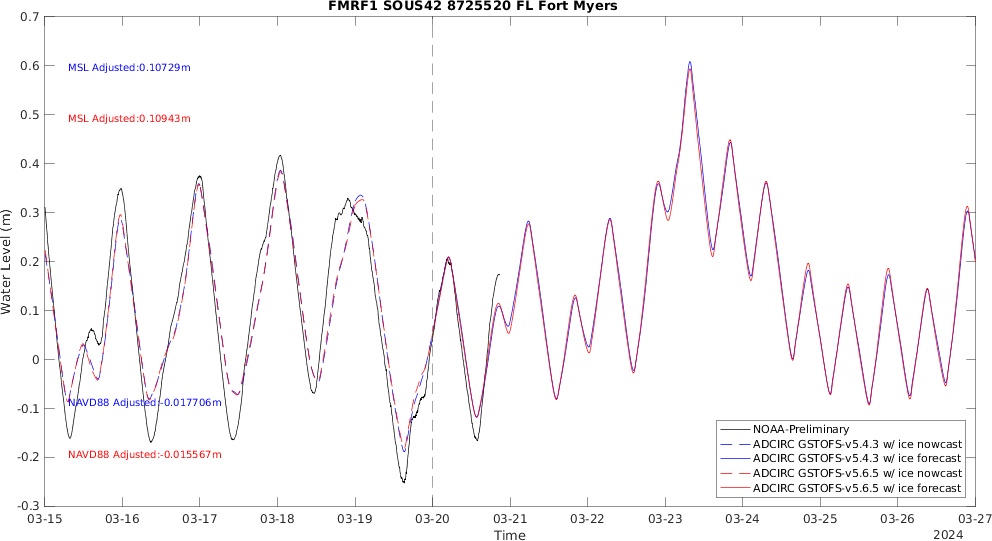 FMRF1 SOUS42 8725520 FL Fort Myers
0.7
0.6
0.5
0.4
0.3
0.2
0.1
0
-0.1
-0.2
-0.3
Water Level (m)
MSL Adjusted:0.10729m
MSL Adjusted:0.10943m
NAVD88 Adjusted:-0.017706m
NAVD88 Adjusted:-0.015567m
NOAA-Preliminary
ADCIRC GSTOFS-v5.4.3 w/ ice nowcast
ADCIRC GSTOFS-v5.4.3 w/ ice forecast
ADCIRC GSTOFS-v5.6.5 w/ ice nowcast
ADCIRC GSTOFS-v5.6.5 w/ ice forecast
03-15 03-16 03-17 03-18 03-19 03-20 03-21 03-22 03-23 03-24 03-25 03-26 03-27
Time
2024